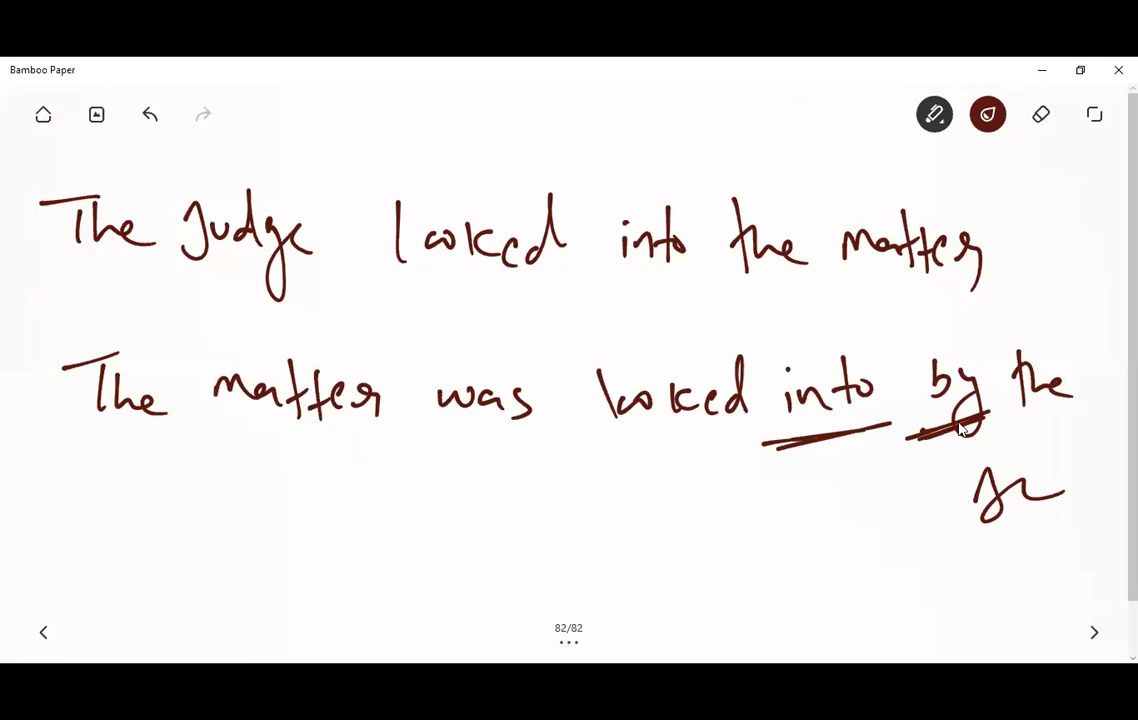 Bamboo Paper
The Judge looked into the matter
The matter was looked into by the
82/82